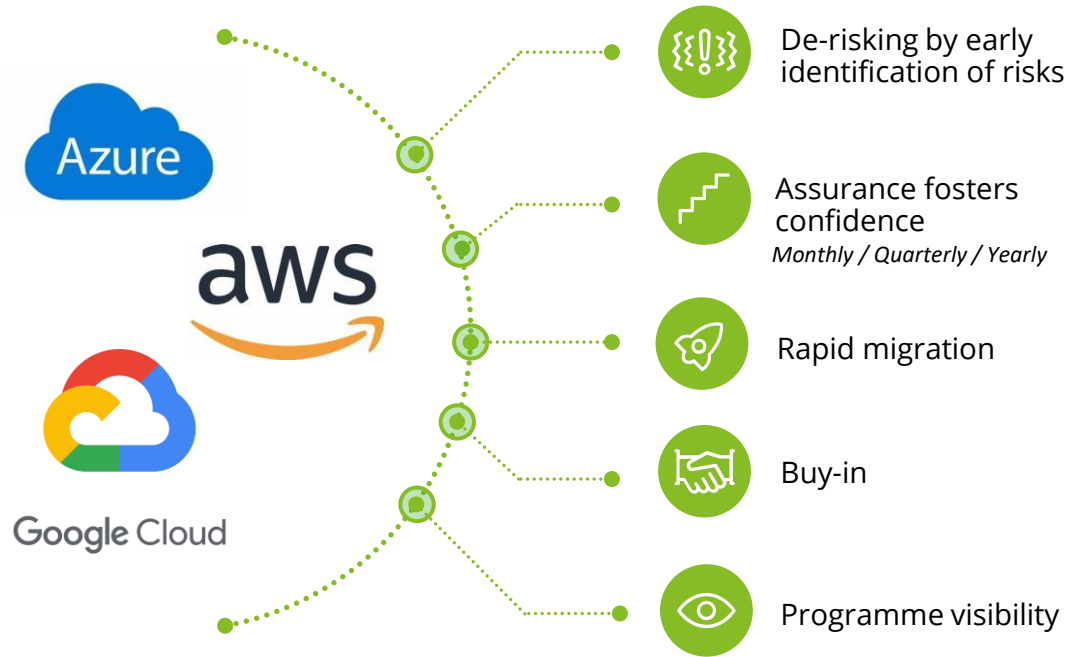 Azure
aws
Google Cloud
De-risking by early
identification of risks
Assurance fosters
confidence
Monthly / Quarterly / Yearly
Rapid migration
Buy-in
Programme visibility